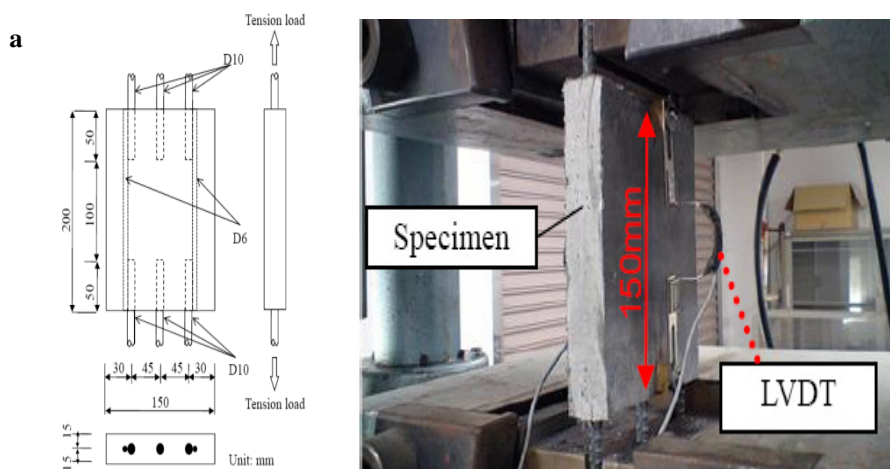 a
Tension load
D10
50
200
100
D6
50
D10
30 45 45 30
150
Tension load
15
15
Unit: mm
Specimen
150mm
LVDT